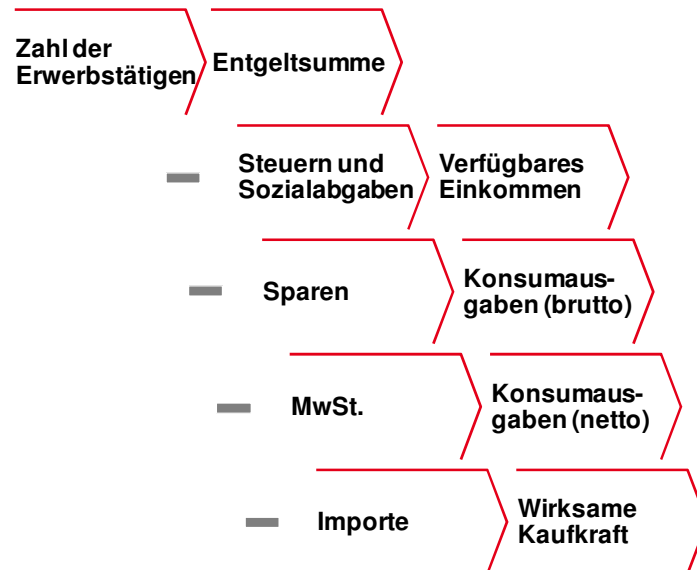 Zahl der
Erwerbstätigen
Entgeltsumme
Steuern und
Sozialabgaben
Verfügbares
Einkommen
Sparen
Konsumaus-
gaben (brutto)
MwSt.
Konsumaus-
gaben (netto)
Importe
Wirksame
Kaufkraft